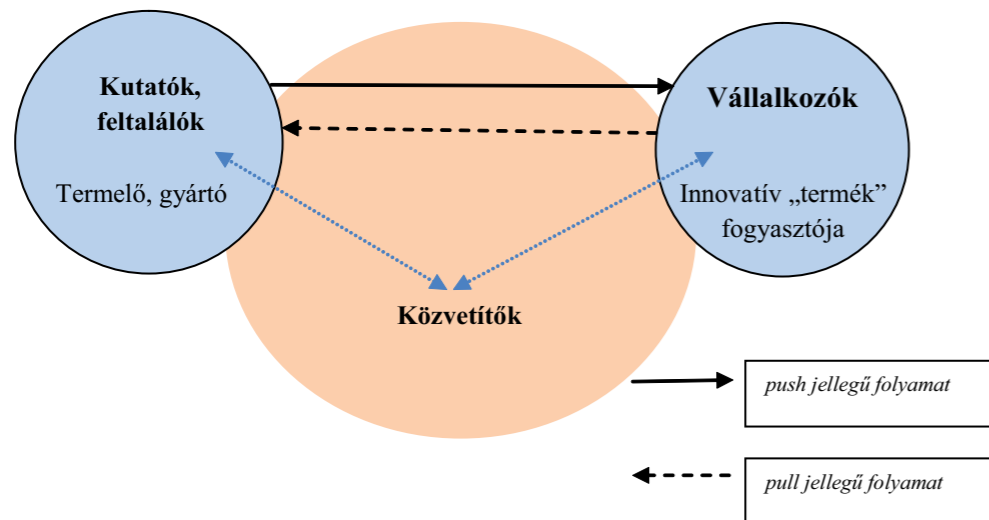 Kutatók,
feltalálók
Termelő, gyártó
Vállalkozók
Innovatív „termék”
fogyasztója
Közvetítők
push jellegű folyamat
pull jellegű folyamat